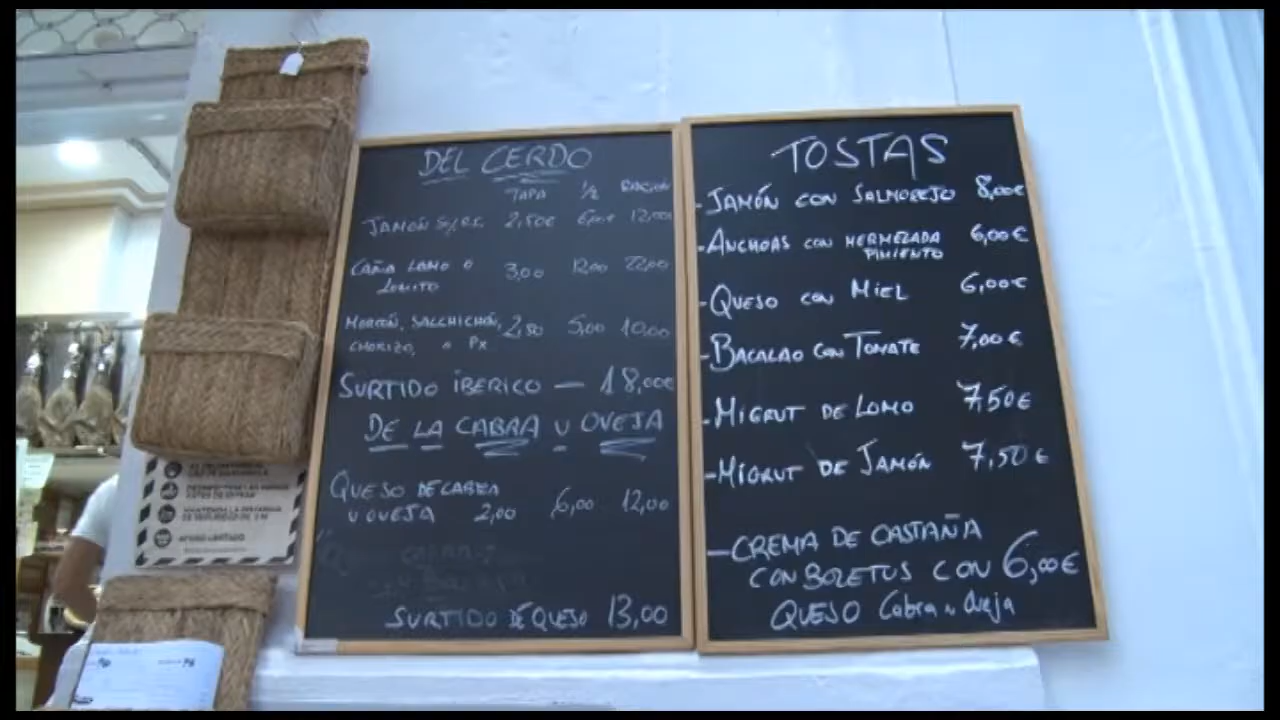 DEL CERDO
TAPA 1/2 RACIÓN
JAMÓN 2,50€ 6,00€ 12,00€
CAÑA LOMO O 3,00 12,00 22,00
LOMITO
MORCÓN, SALCHICHÓN, 2,50 5,00 10,00
CHORIZO, O PX
SURTIDO IBERICO — 18,00€
DE LA CABRA U OVEJA
QUESO DE CABRA
U OVEJA 2,00 6,00 12,00
SURTIDO DE QUESO 13,00
TOSTAS
- JAMÓN CON SALMOREJO 8,00€
- ANCHOAS CON MERMELADA 6,00€
PIMIENTO
- QUESO CON MIEL 6,00€
- BACALAO CON TOMATE 7,00€
- MIGRUT DE LOMO 7,50€
- MIGRUT DE JAMÓN 7,50€
- CREMA DE CASTAÑA
CON BOLETUS CON 6,00€
QUESO Cabra u Oveja